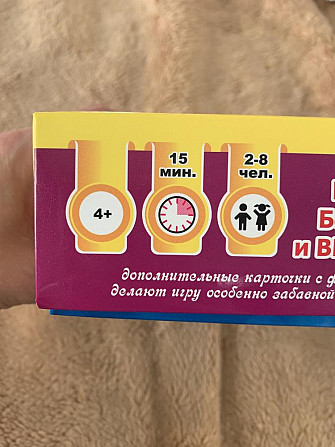 4+
15
мин.
2-8
чел.
и В
дополнительные карточки с ф
делают игру особенно забавной